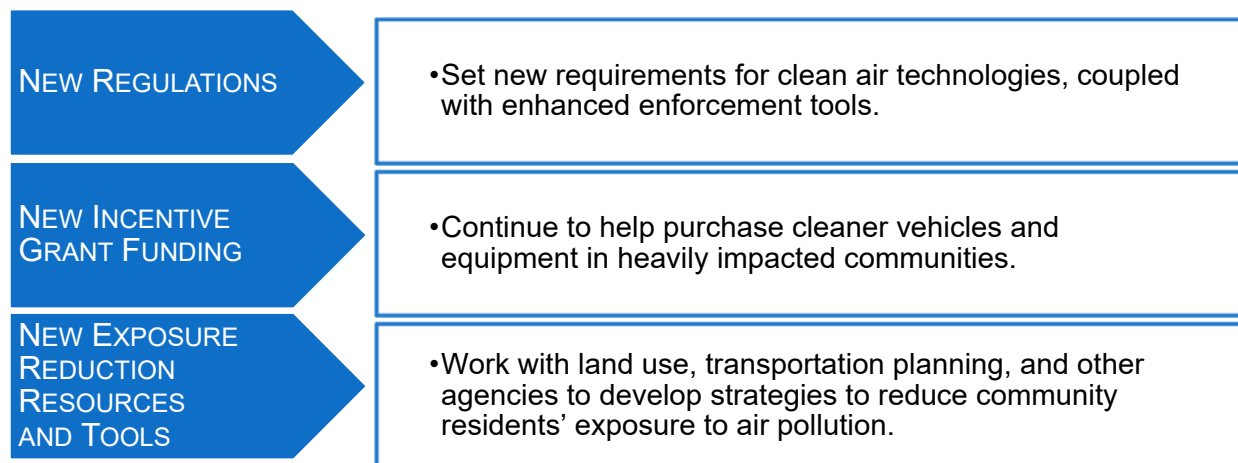 NEW REGULATIONS
•Set new requirements for clean air technologies, coupled
with enhanced enforcement tools.
NEW INCENTIVE
GRANT FUNDING
•Continue to help purchase cleaner vehicles and
equipment in heavily impacted communities.
NEW EXPOSURE
REDUCTION
RESOURCES
AND TOOLS
•Work with land use, transportation planning, and other
agencies to develop strategies to reduce community
residents’ exposure to air pollution.